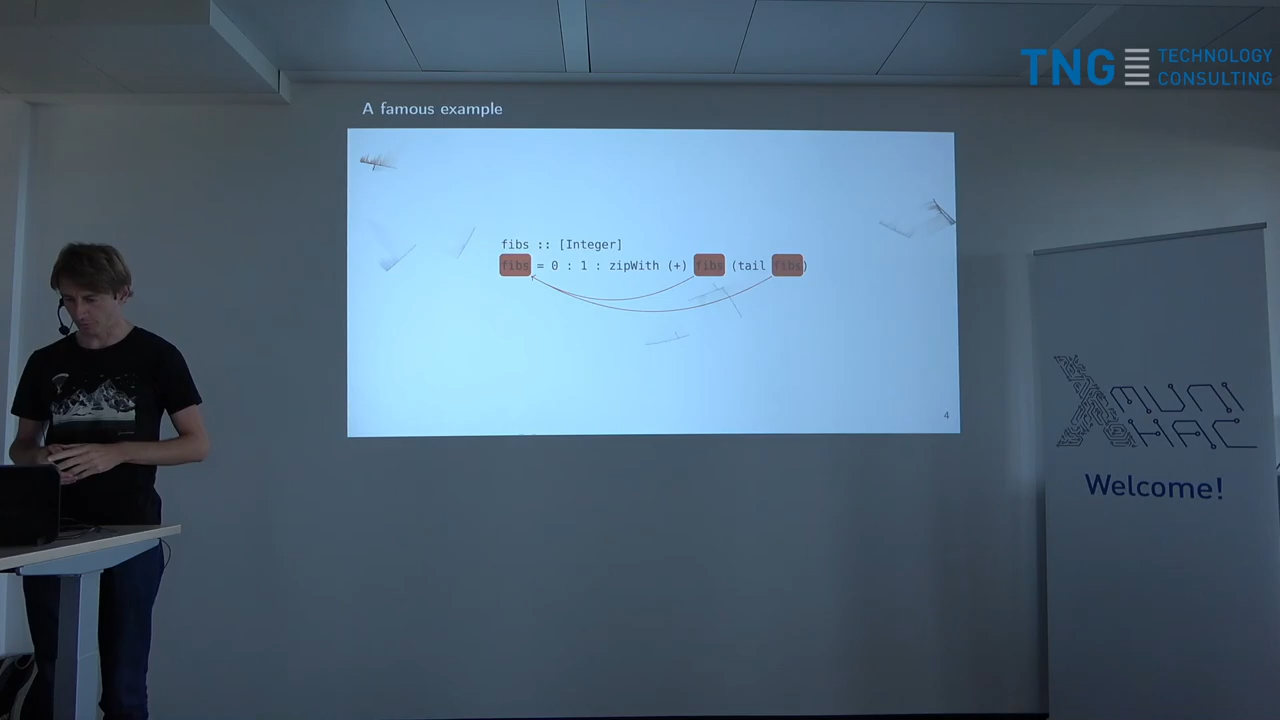 TNG TECHNOLOGY CONSULTING
A famous example
fibs :: [Integer]
fibs = 0 : 1 : zipWith (+) fibs (tail fibs)
4
MUNI
HAC
Welcome!